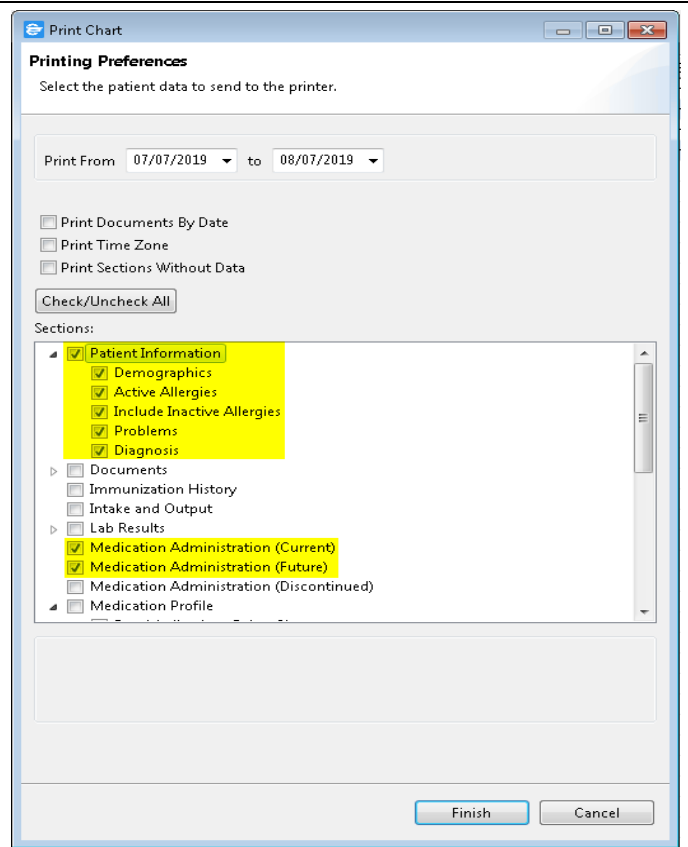 Print Chart
Printing Preferences
Select the patient data to send to the printer.
Print From 07/07/2019 to 08/07/2019
Print Documents By Date
Print Time Zone
Print Sections Without Data
Check/Uncheck All
Sections:
Patient Information
Demographics
Active Allergies
Include Inactive Allergies
Problems
Diagnosis
Documents
Immunization History
Intake and Output
Lab Results
Medication Administration (Current)
Medication Administration (Future)
Medication Administration (Discontinued)
Medication Profile
Finish Cancel